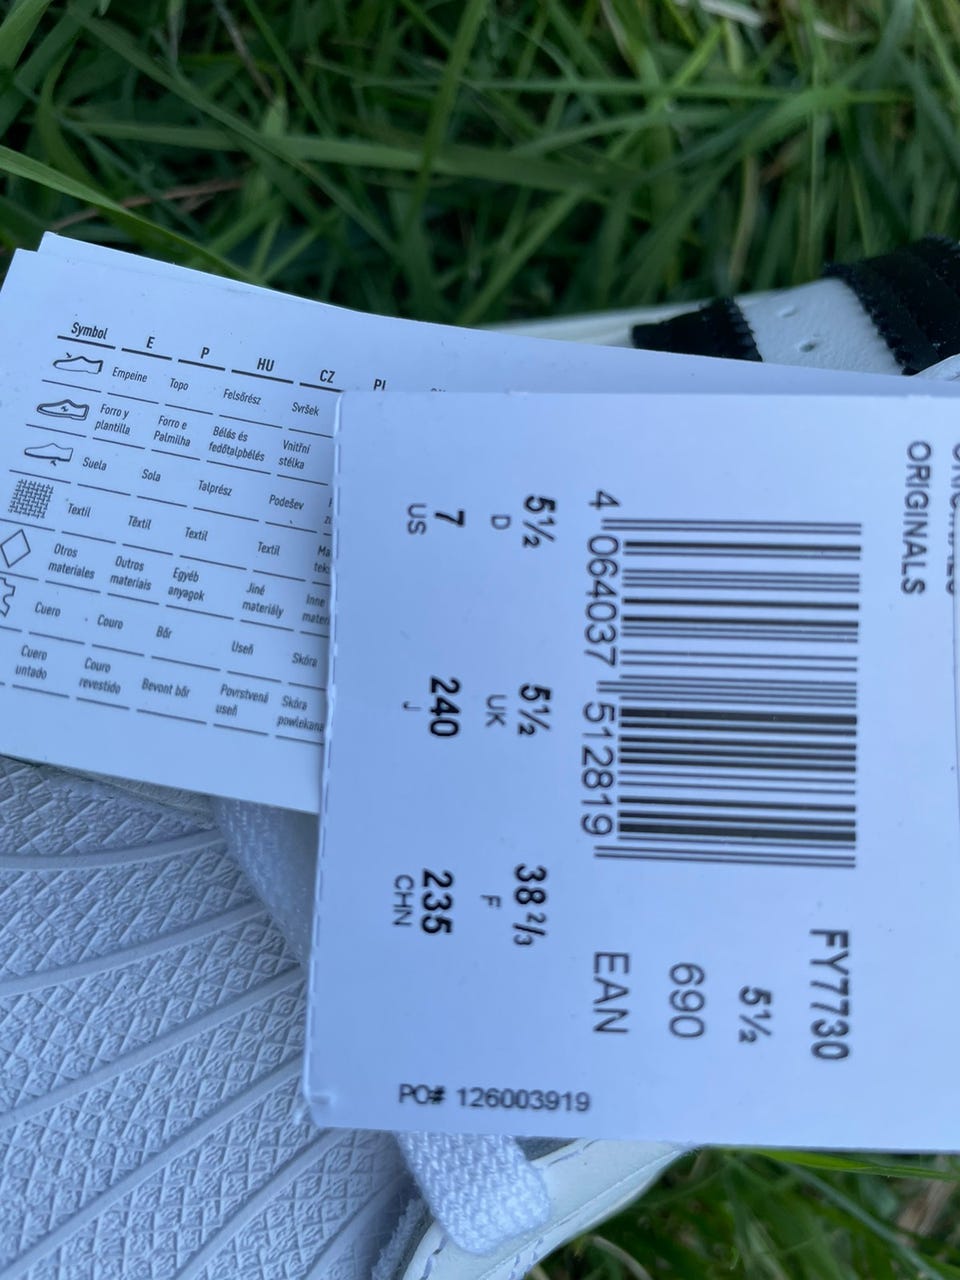 Symbol E P HU CZ PL
Empeine Topo Felsőrész Svršek
Forro y plantilla Forro e Palmilha Bélés és fedőtalpbélés Vnitřní stélka
Suela Sola Talprész Podešev
Textil Têxtil Textil Textil
Otros materiales Outros materiais Egyéb anyagok Jiné materiály Inne
Cuero Couro Bőr Useň Skóra
Cuero untado Couro revestido Bevont bőr Povrstvená useň Skóra powlekana
ORIGINALS
4 064037 512819
EAN
FY7730
5½
690
5½ 5½ 38 2/3
D UK F
7 240 235
US J CHN
PO# 126003919